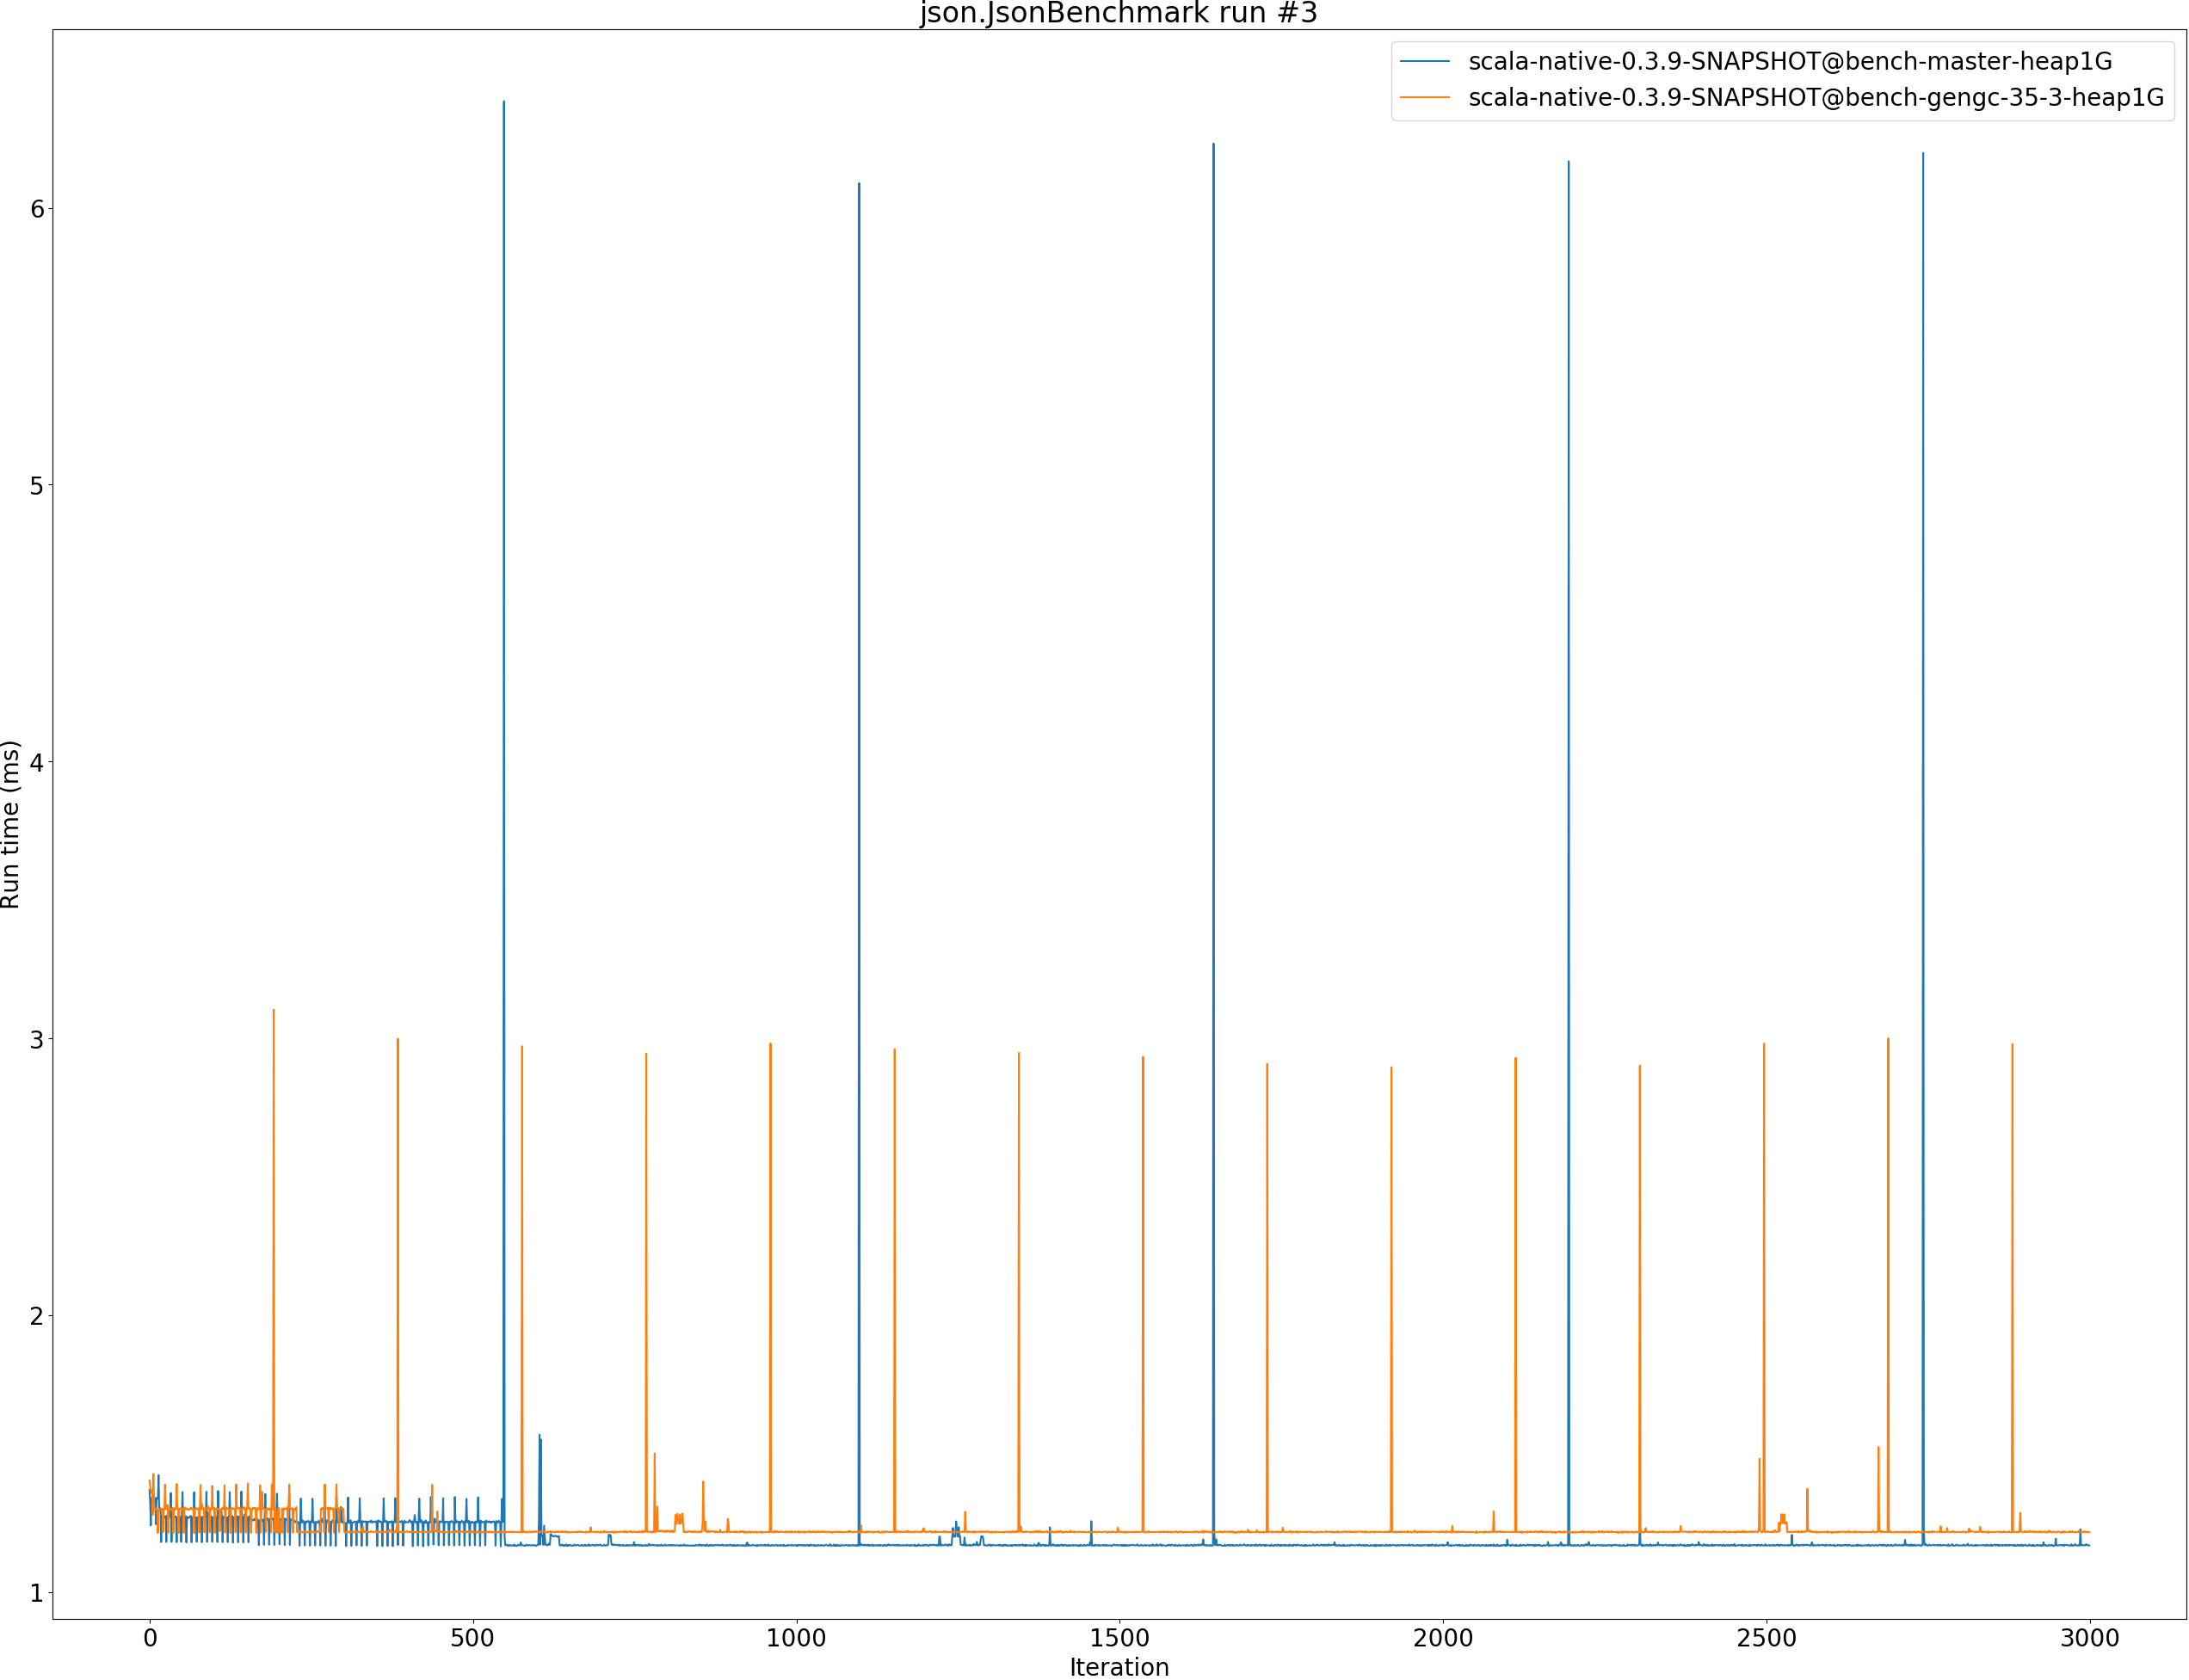 json.JsonBenchmark run #3
scala-native-0.3.9-SNAPSHOT@bench-master-heap1G
scala-native-0.3.9-SNAPSHOT@bench-gengc-35-3-heap1G
Run time (ms)
6
5
4
3
2
1
0 500 1000 1500 2000 2500 3000
Iteration